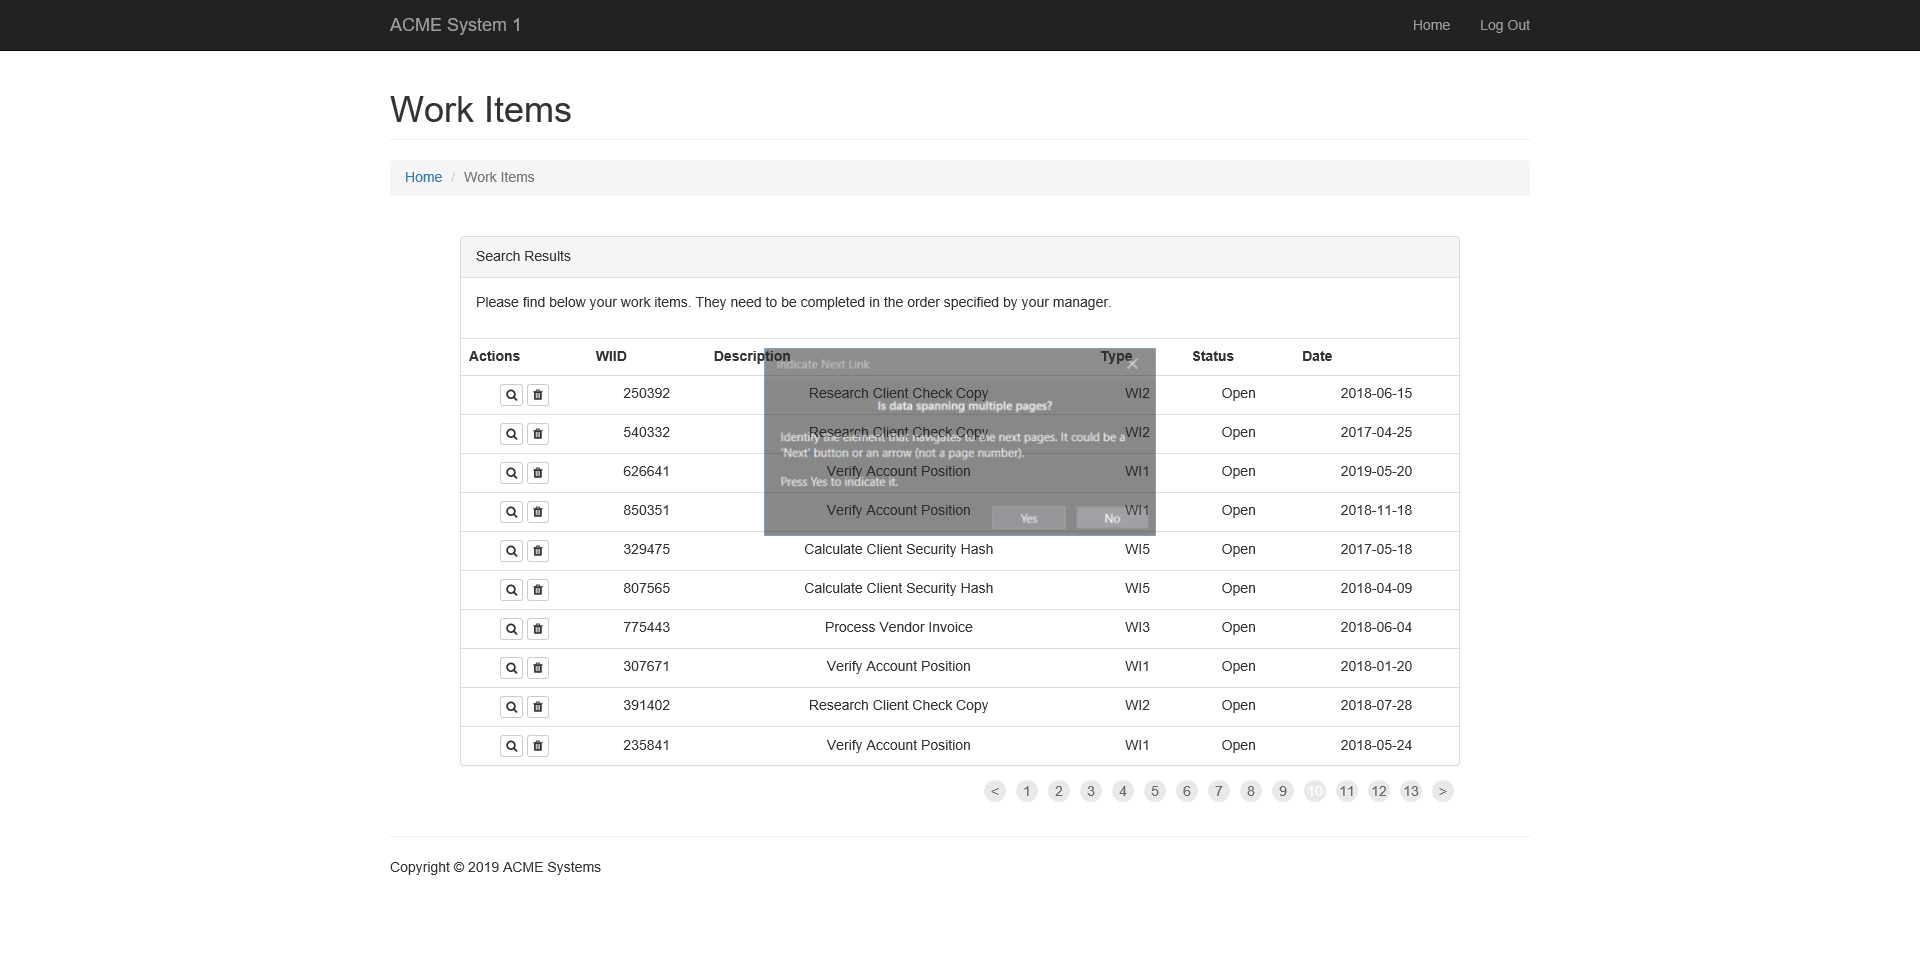 ACME System 1 Home Log Out
Work Items
Home / Work Items
Search Results
Please find below your work items. They need to be completed in the order specified by your manager.
Actions WIID Description Type Status Date
250392 Research Client Check Copy WI2 Open 2018-06-15
540332 Research Client Check Copy WI2 Open 2017-04-25
626641 Verify Account Position WI1 Open 2019-05-20
850351 Verify Account Position WI1 Open 2018-11-18
329475 Calculate Client Security Hash WI5 Open 2017-05-18
807565 Calculate Client Security Hash WI5 Open 2018-04-09
775443 Process Vendor Invoice WI3 Open 2018-06-04
307671 Verify Account Position WI1 Open 2018-01-20
391402 Research Client Check Copy WI2 Open 2018-07-28
235841 Verify Account Position WI1 Open 2018-05-24
Indicate Next Link
Is data spanning multiple pages?
Identify the element that navigates to the next pages. It could be a
'Next' button or an arrow (not a page number).
Press Yes to indicate it.
Yes No
< 1 2 3 4 5 6 7 8 9 10 11 12 13 >
Copyright © 2019 ACME Systems